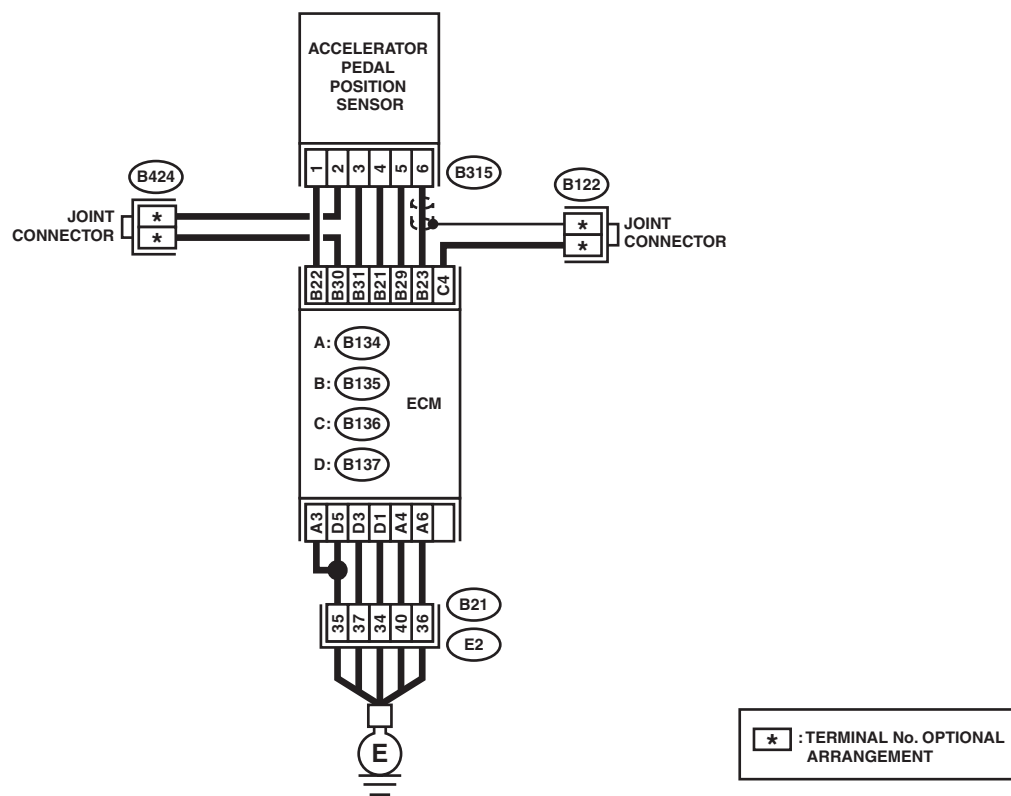 ACCELERATOR
PEDAL
POSITION
SENSOR
1 2 3 4 5 6
B315
B424
B122
JOINT
CONNECTOR
*
*
*
*
JOINT
CONNECTOR
B22 B30 B31 B21 B29 B23 C4
A: B134
B: B135
ECM
C: B136
D: B137
A3 D5 D3 D1 A4 A6
B21
35 37 34 40 36
E2
E
* : TERMINAL No. OPTIONAL
ARRANGEMENT